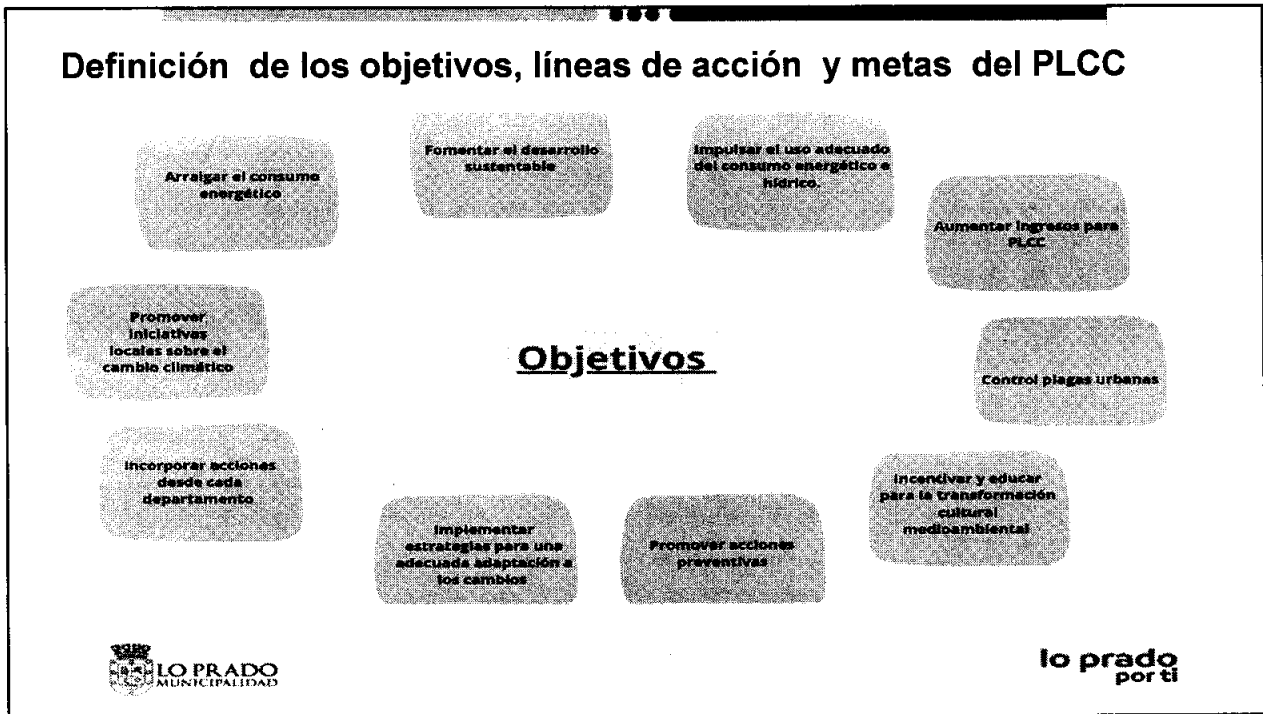 Definición de los objetivos, líneas de acción y metas del PLCC
Arraigar el consumo
energético
Fomentar el desarrollo
sustentable
Impulsar el uso adecuado
del consumo energético e
hídrico.
Aumentar ingresos para
PLCC
Promover
iniciativas
locales sobre el
cambio climático
Objetivos
Control plagas urbanas
Incorporar acciones
desde cada
departamento
Implementar
estrategias para una
adecuada adaptación a
los cambios
Promover acciones
preventivas
Incentivar y educar
para la transformación
cultural
medioambiental
LO PRADO
MUNICIPALIDAD
lo prado
por ti